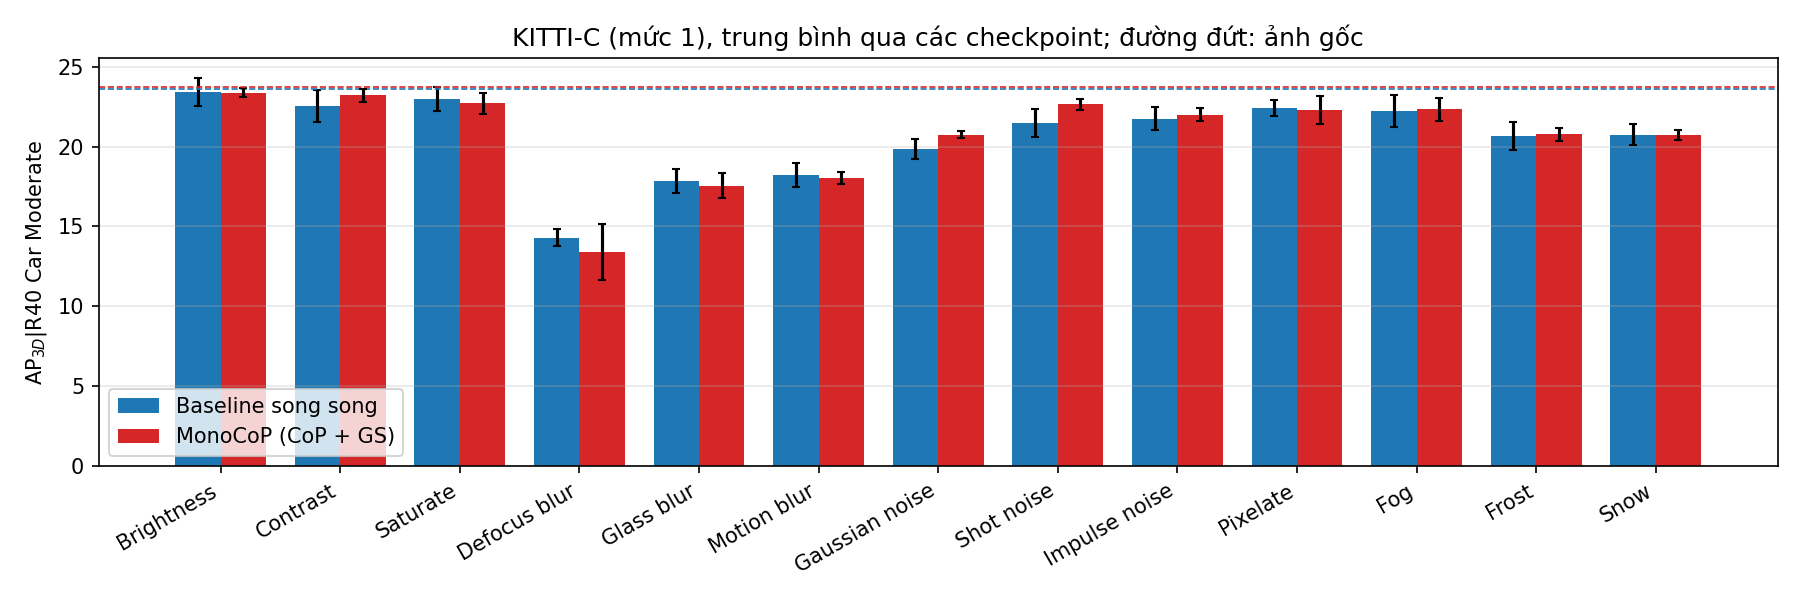 KITTI-C (mức 1), trung bình qua các checkpoint; đường đứt: ảnh gốc
AP3D|R40 Car Moderate
25
20
15
10
5
0
Baseline song song
MonoCoP (CoP + GS)
Brightness
Contrast
Saturate
Defocus blur
Glass blur
Motion blur
Gaussian noise
Shot noise
Impulse noise
Pixelate
Fog
Frost
Snow